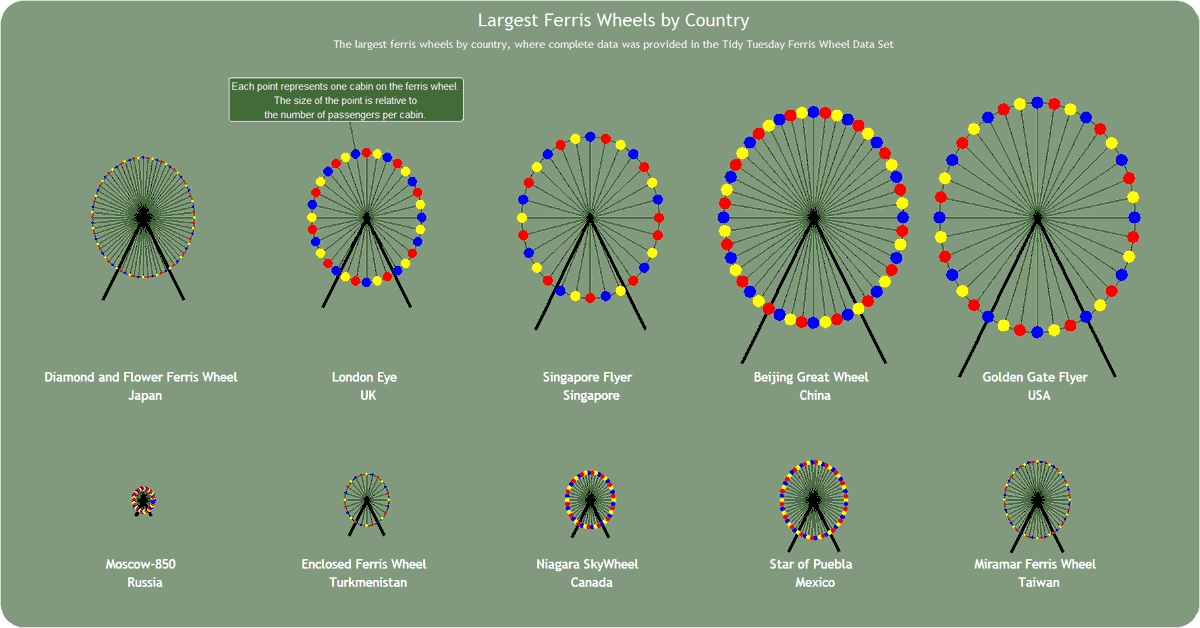 Largest Ferris Wheels by Country
The largest ferris wheels by country, where complete data was provided in the Tidy Tuesday Ferris Wheel Data Set
Each point represents one cabin on the ferris wheel.
The size of the point is relative to
the number of passengers per cabin.
Diamond and Flower Ferris Wheel
Japan
London Eye
UK
Singapore Flyer
Singapore
Beijing Great Wheel
China
Golden Gate Flyer
USA
Moscow-850
Russia
Enclosed Ferris Wheel
Turkmenistan
Niagara SkyWheel
Canada
Star of Puebla
Mexico
Miramar Ferris Wheel
Taiwan